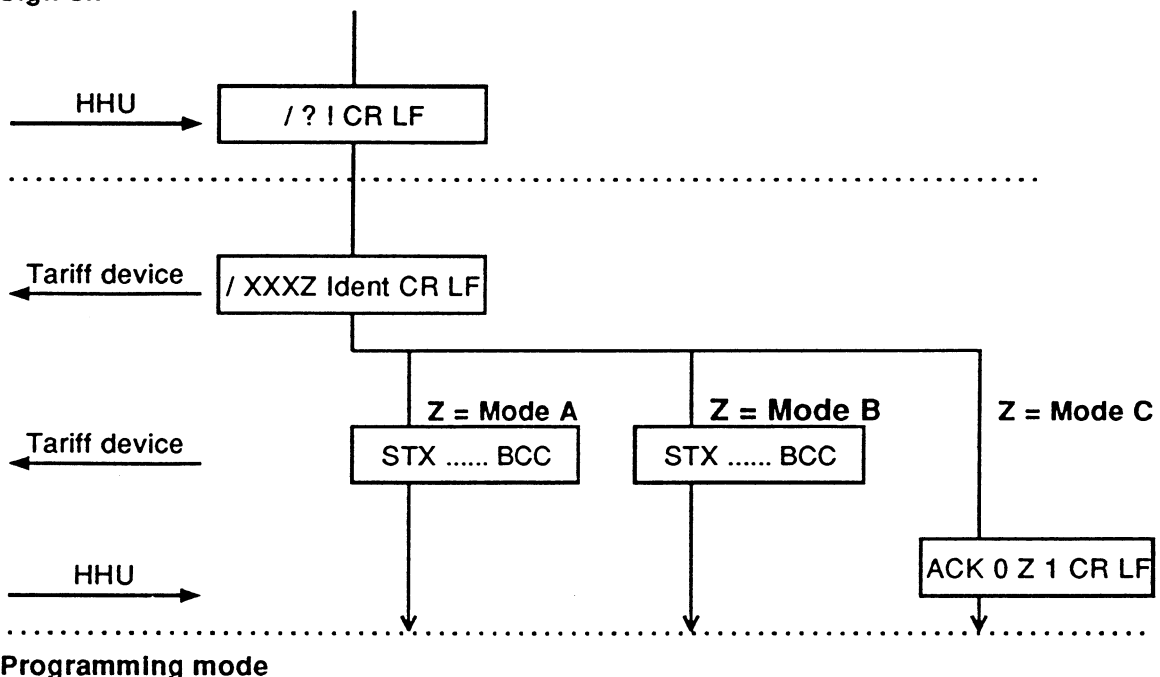 HHU
/ ? ! CR LF
Tariff device
/ XXXZ Ident CR LF
Z = Mode A
Z = Mode B
Z = Mode C
Tariff device
STX ...... BCC
STX ...... BCC
HHU
ACK 0 Z 1 CR LF
Programming mode